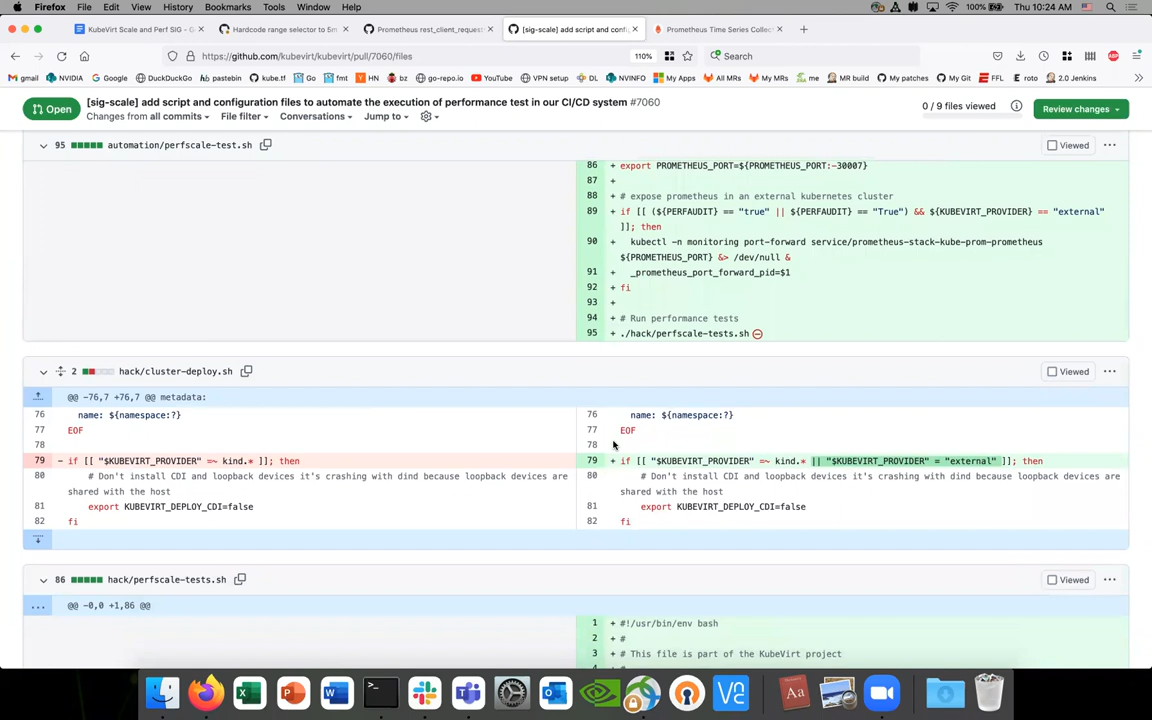 Firefox File Edit View History Bookmarks Tools Window Help 100% Thu 10:24 AM
KubeVirt Scale and Perf SIG - G
Hardcode range selector to 5m
Prometheus rest_client_request
[sig-scale] add script and confi
Prometheus Time Series Collect
https://github.com/kubevirt/kubevirt/pull/7060/files
110%
Search
gmail NVIDIA Google DuckDuckGo pastebin kube.tf Go fmt HN bz go-repo.io YouTube VPN setup DL NVINFO My Apps All MRs My MRs me MR build My patches My Git FFL eroto 2.0 Jenkins
Open
[sig-scale] add script and configuration files to automate the execution of performance test in our CI/CD system #7060
Changes from all commits File filter Conversations Jump to
0 / 9 files viewed
Review changes
95 automation/perfscale-test.sh
Viewed
86 + export PROMETHEUS_PORT=${PROMETHEUS_PORT:-30007}
87 +
88 + # expose prometheus in an external kubernetes cluster
89 + if [[ (${PERFAUDIT} == "true" || ${PERFAUDIT} == "True") && ${KUBEVIRT_PROVIDER} == "external"
]]; then
90 + kubectl -n monitoring port-forward service/prometheus-stack-kube-prom-prometheus
${PROMETHEUS_PORT} &> /dev/null &
91 + _prometheus_port_forward_pid=$1
92 + fi
93 +
94 + # Run performance tests
95 + ./hack/perfscale-tests.sh
2 hack/cluster-deploy.sh
Viewed
@@ -76,7 +76,7 @@ metadata:
76 name: ${namespace:?}
76 name: ${namespace:?}
77 EOF
77 EOF
78
78
79 - if [[ "$KUBEVIRT_PROVIDER" =~ kind.* ]]; then
79 + if [[ "$KUBEVIRT_PROVIDER" =~ kind.* || "$KUBEVIRT_PROVIDER" = "external" ]]; then
80 # Don't install CDI and loopback devices it's crashing with dind because loopback devices
are shared with the host
80 # Don't install CDI and loopback devices it's crashing with dind because loopback devices are
shared with the host
81 export KUBEVIRT_DEPLOY_CDI=false
81 export KUBEVIRT_DEPLOY_CDI=false
82 fi
82 fi
86 hack/perfscale-tests.sh
Viewed
@@ -0,0 +1,86 @@
1 + #!/usr/bin/env bash
2 + #
3 + # This file is part of the KubeVirt project